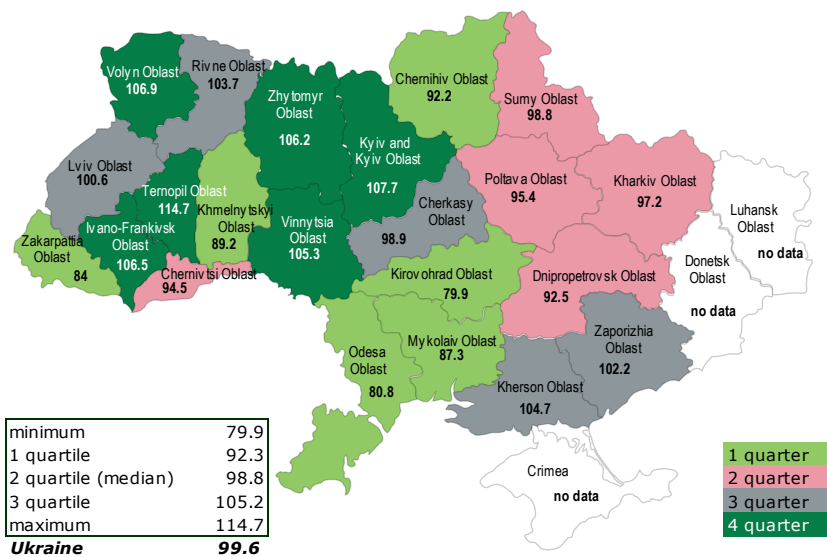 Volyn Oblast
106.9
Rivne Oblast
103.7
Zhytomyr
Oblast
106.2
Kyiv and
Kyiv Oblast
107.7
Chernihiv Oblast
92.2
Sumy Oblast
98.8
Lviv Oblast
100.6
Ternopil Oblast
114.7
Khmelnytskyi
Oblast
89.2
Vinnytsia
Oblast
105.3
Cherkasy
Oblast
98.9
Poltava Oblast
95.4
Kharkiv Oblast
97.2
Luhansk
Oblast
no data
Zakarpattia
Oblast
84
Ivano-Frankivsk
Oblast
106.5
Chernivtsi Oblast
94.5
Kirovohrad Oblast
79.9
Dnipropetrovsk Oblast
92.5
Donetsk
Oblast
no data
Odesa
Oblast
80.8
Mykolaiv Oblast
87.3
Kherson Oblast
104.7
Zaporizhia
Oblast
102.2
Crimea
no data
minimum 79.9
1 quartile 92.3
2 quartile (median) 98.8
3 quartile 105.2
maximum 114.7
Ukraine 99.6
1 quarter
2 quarter
3 quarter
4 quarter